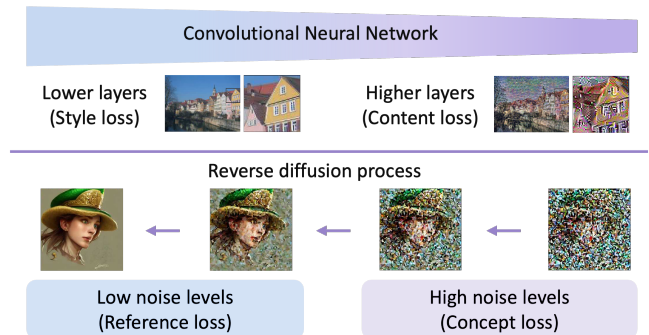 Convolutional Neural Network
Lower layers
(Style loss)
Higher layers
(Content loss)
Reverse diffusion process
Low noise levels
(Reference loss)
High noise levels
(Concept loss)